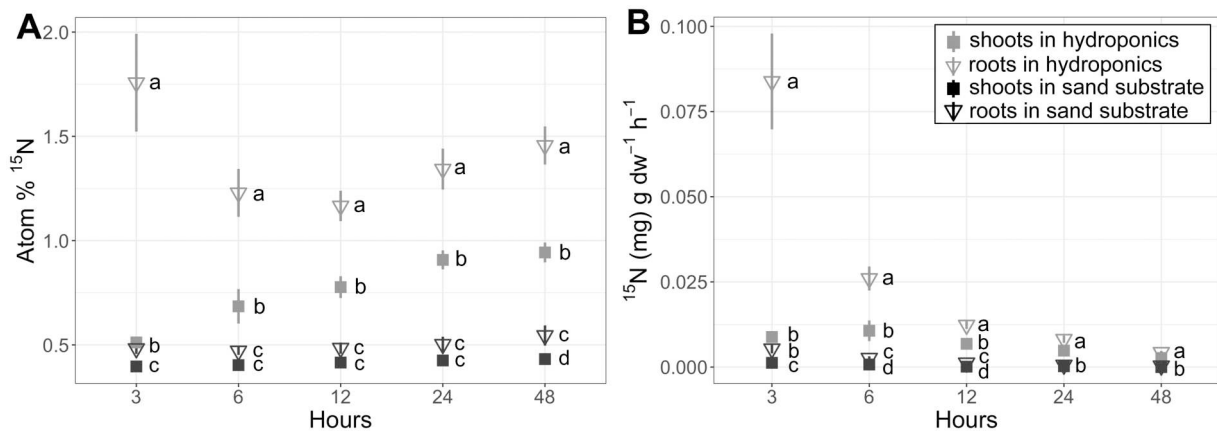 A
Atom % ¹⁵N
2.0
1.5
1.0
0.5
a
a
a
a
a
b
b
b
b
b
c
c
c
c
c
c
c
c
d
3 6 12 24 48
Hours
B
¹⁵N (mg) g dw⁻¹ h⁻¹
0.100
0.075
0.050
0.025
0.000
shoots in hydroponics
roots in hydroponics
shoots in sand substrate
roots in sand substrate
a
a
a
a
a
b
b
b
b
c
c
c
d
d
b
b
3 6 12 24 48
Hours